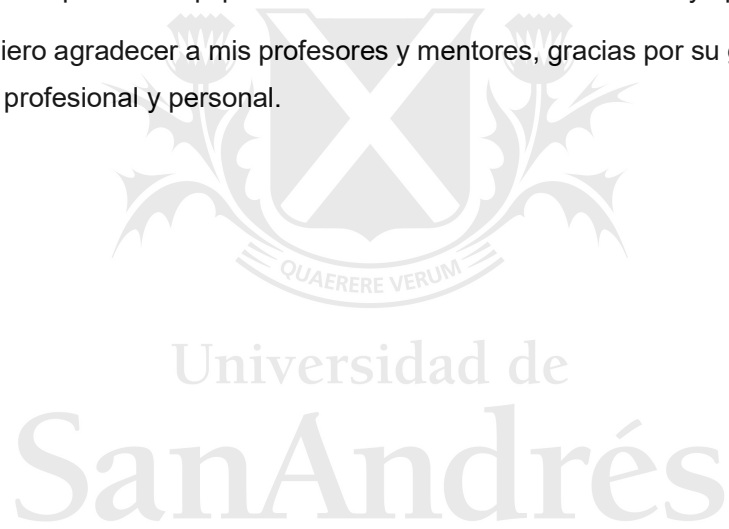 iero agradecer a mis profesores y mentores, gracias por su
profesional y personal.
QUAERERE VERUM
Universidad de
SanAndrés